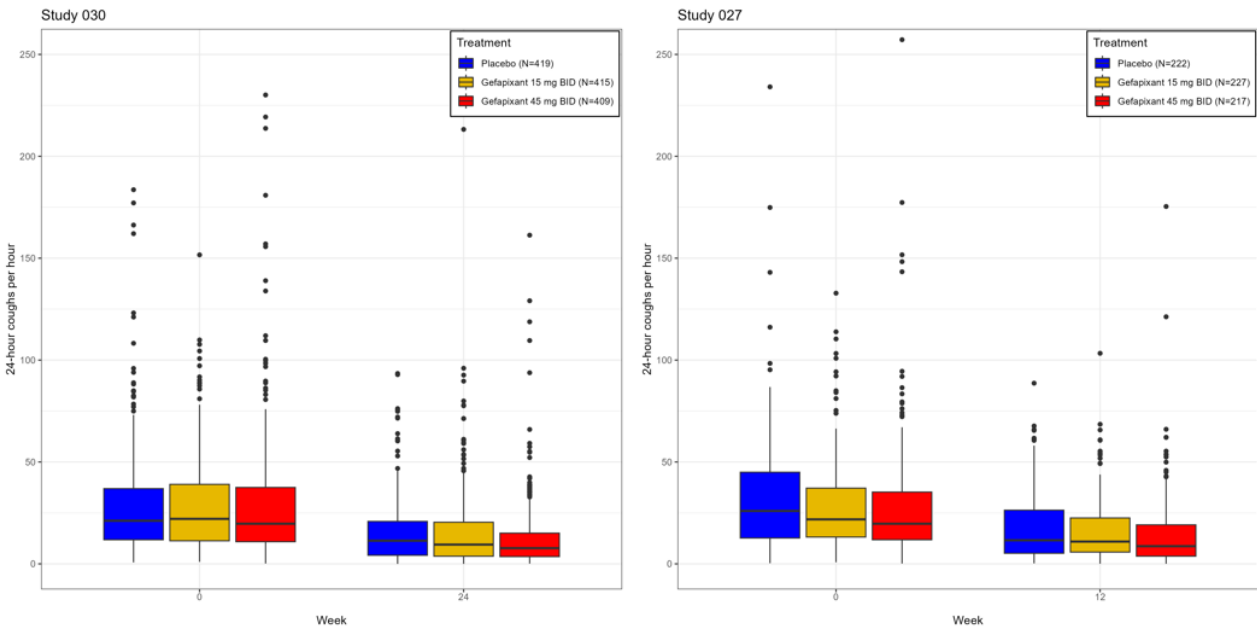 Study 030
Treatment
Placebo (N=419)
Gefapixant 15 mg BID (N=415)
Gefapixant 45 mg BID (N=409)
250
200
150
100
50
0
24-hour coughs per hour
0
24
Week
Study 027
Treatment
Placebo (N=222)
Gefapixant 15 mg BID (N=227)
Gefapixant 45 mg BID (N=217)
250
200
150
100
50
0
24-hour coughs per hour
0
12
Week